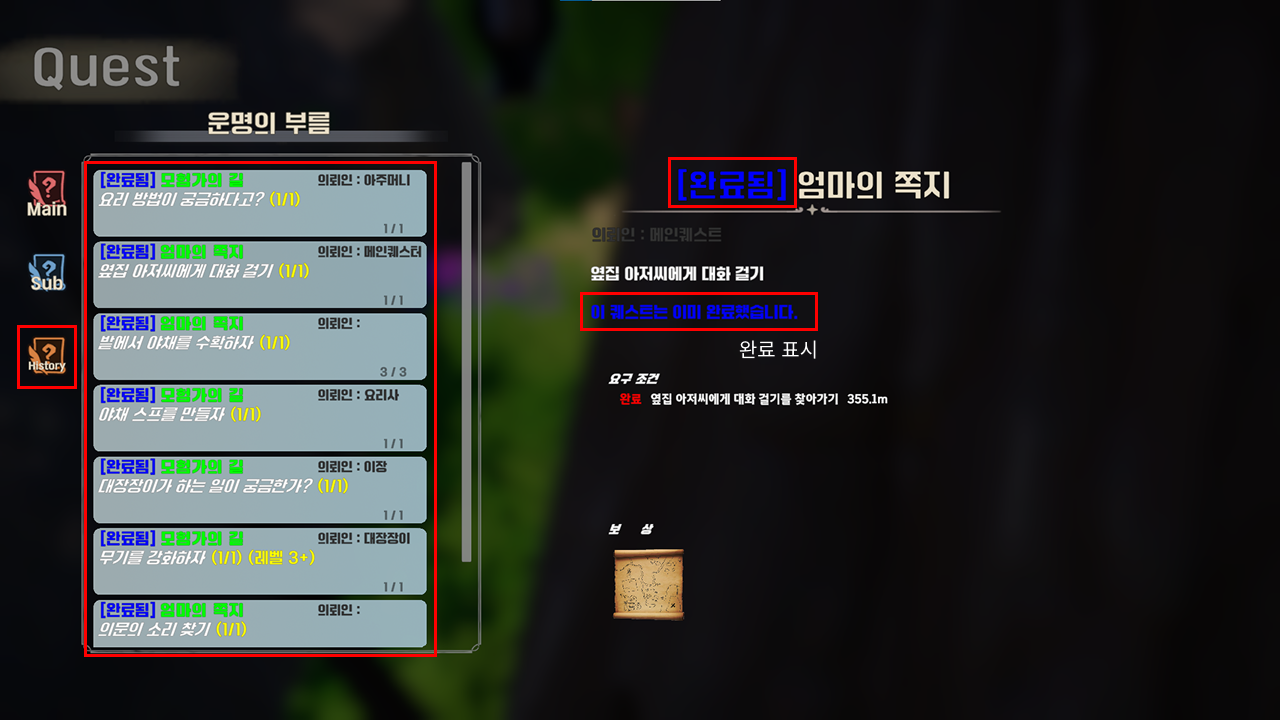 Quest
운명의 부름
Main
Sub
History
[완료됨] 모험가의 길 의뢰인 : 아주머니
요리 방법이 궁금하다고? (1/1)
1 / 1
[완료됨] 엄마의 쪽지 의뢰인 : 메인퀘스터
옆집 아저씨에게 대화 걸기 (1/1)
1 / 1
[완료됨] 엄마의 쪽지 의뢰인 :
밭에서 야채를 수확하자 (1/1)
3 / 3
[완료됨] 모험가의 길 의뢰인 : 요리사
야채 스프를 만들자 (1/1)
1 / 1
[완료됨] 모험가의 길 의뢰인 : 이장
대장장이가 하는 일이 궁금한가? (1/1)
1 / 1
[완료됨] 모험가의 길 의뢰인 : 대장장이
무기를 강화하자 (1/1) (레벨 3+)
1 / 1
[완료됨] 엄마의 쪽지 의뢰인 :
의문의 소리 찾기 (1/1)
[완료됨] 엄마의 쪽지
의뢰인 : 메인퀘스트
옆집 아저씨에게 대화 걸기
이 퀘스트는 이미 완료했습니다.
완료 표시
요구 조건
완료 옆집 아저씨에게 대화 걸기를 찾아가기 355.1m
보 상